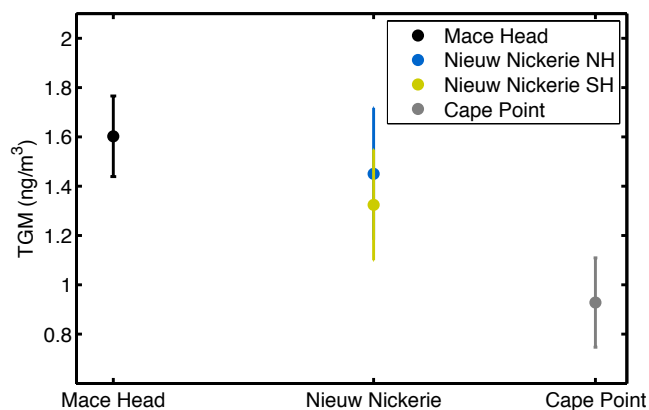 2
1.8
1.6
1.4
1.2
1
0.8
TGM (ng/m³)
Mace Head
Nieuw Nickerie NH
Nieuw Nickerie SH
Cape Point
Mace Head Nieuw Nickerie Cape Point